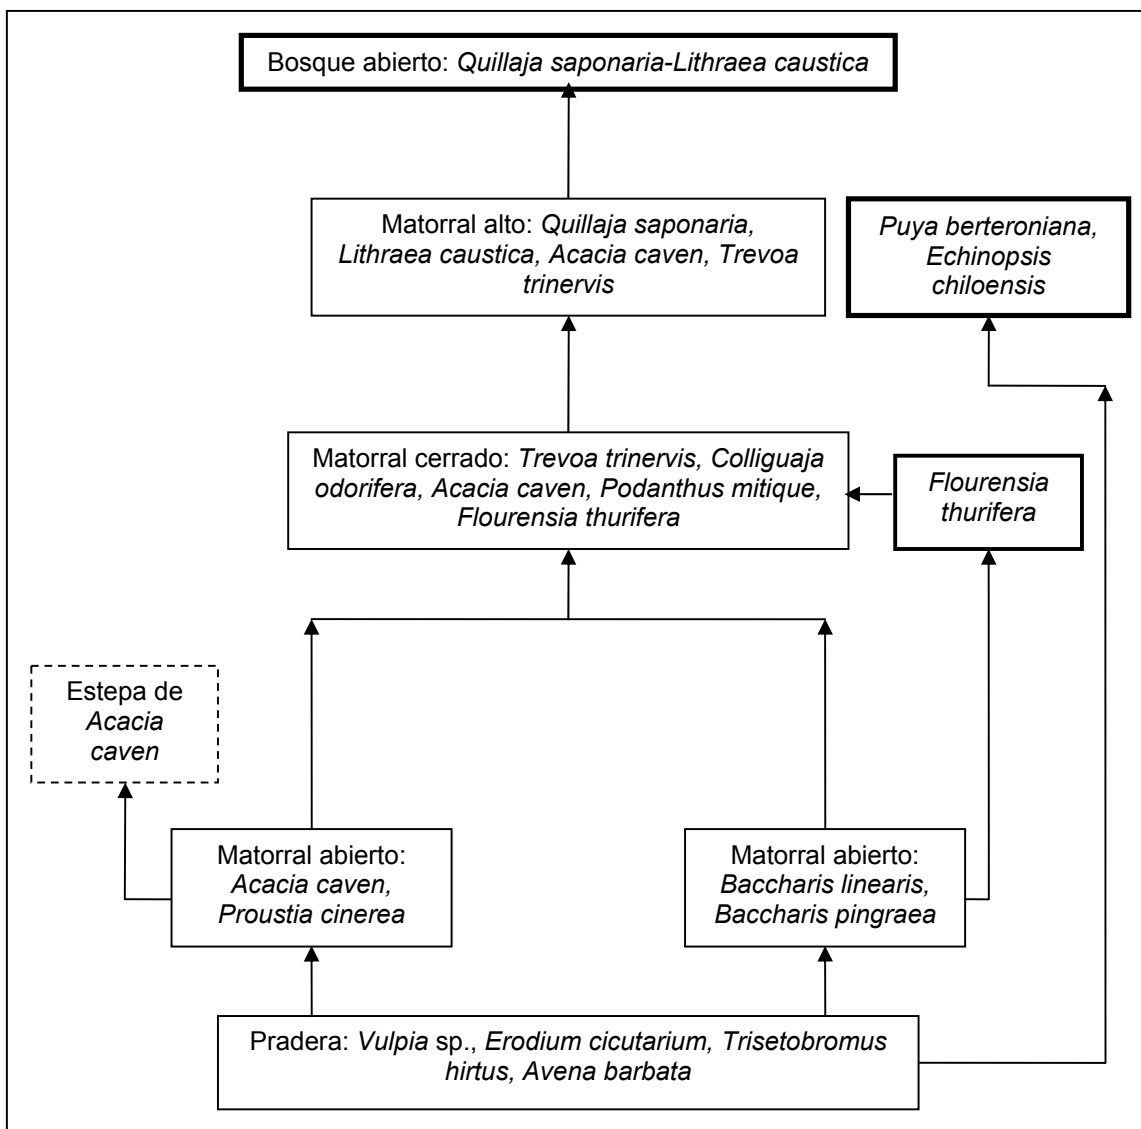 Bosque abierto: Quillaja saponaria-Lithraea caustica
Matorral alto: Quillaja saponaria,
Lithraea caustica, Acacia caven, Trevoa
trinervis
Puya berteroniana,
Echinopsis
chiloensis
Matorral cerrado: Trevoa trinervis, Colliguaja
odorifera, Acacia caven, Podanthus mitique,
Flourensia thurifera
Flourensia
thurifera
Estepa de
Acacia
caven
Matorral abierto:
Acacia caven,
Proustia cinerea
Matorral abierto:
Baccharis linearis,
Baccharis pingraea
Pradera: Vulpia sp., Erodium cicutarium, Trisetobromus
hirtus, Avena barbata